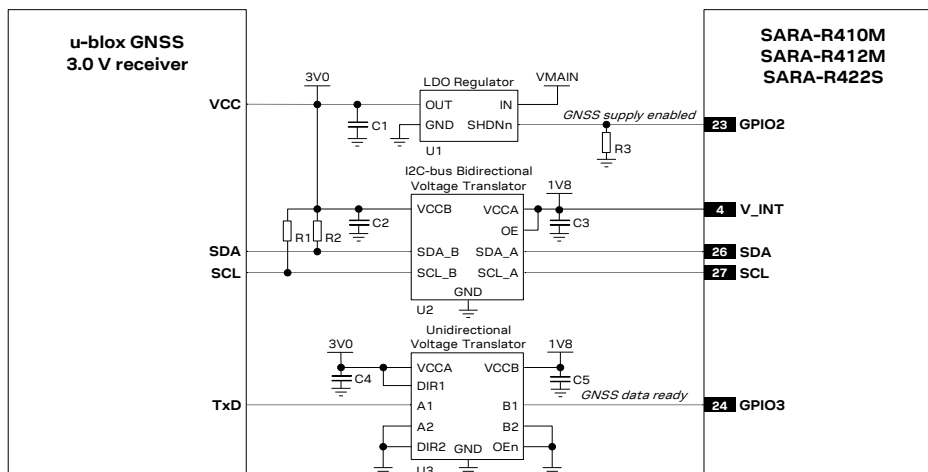 u-blox GNSS
3.0 V receiver
SARA-R410M
SARA-R412M
SARA-R422S
LDO Regulator
VMAIN
3V0
VCC
OUT
IN
GNSS supply enabled
C1
GND
SHDNn
23 GPIO2
U1
R3
I2C-bus Bidirectional
Voltage Translator
1V8
VCCB
VCCA
4 V_INT
C2
C3
R1
R2
OE
SDA
SDA_B
SDA_A
26 SDA
SCL
SCL_B
SCL_A
27 SCL
GND
U2
Unidirectional
Voltage Translator
3V0
1V8
VCCA
VCCB
C4
C5
DIR1
GNSS data ready
TxD
A1
B1
24 GPIO3
A2
B2
DIR2
GND
OEn
U3